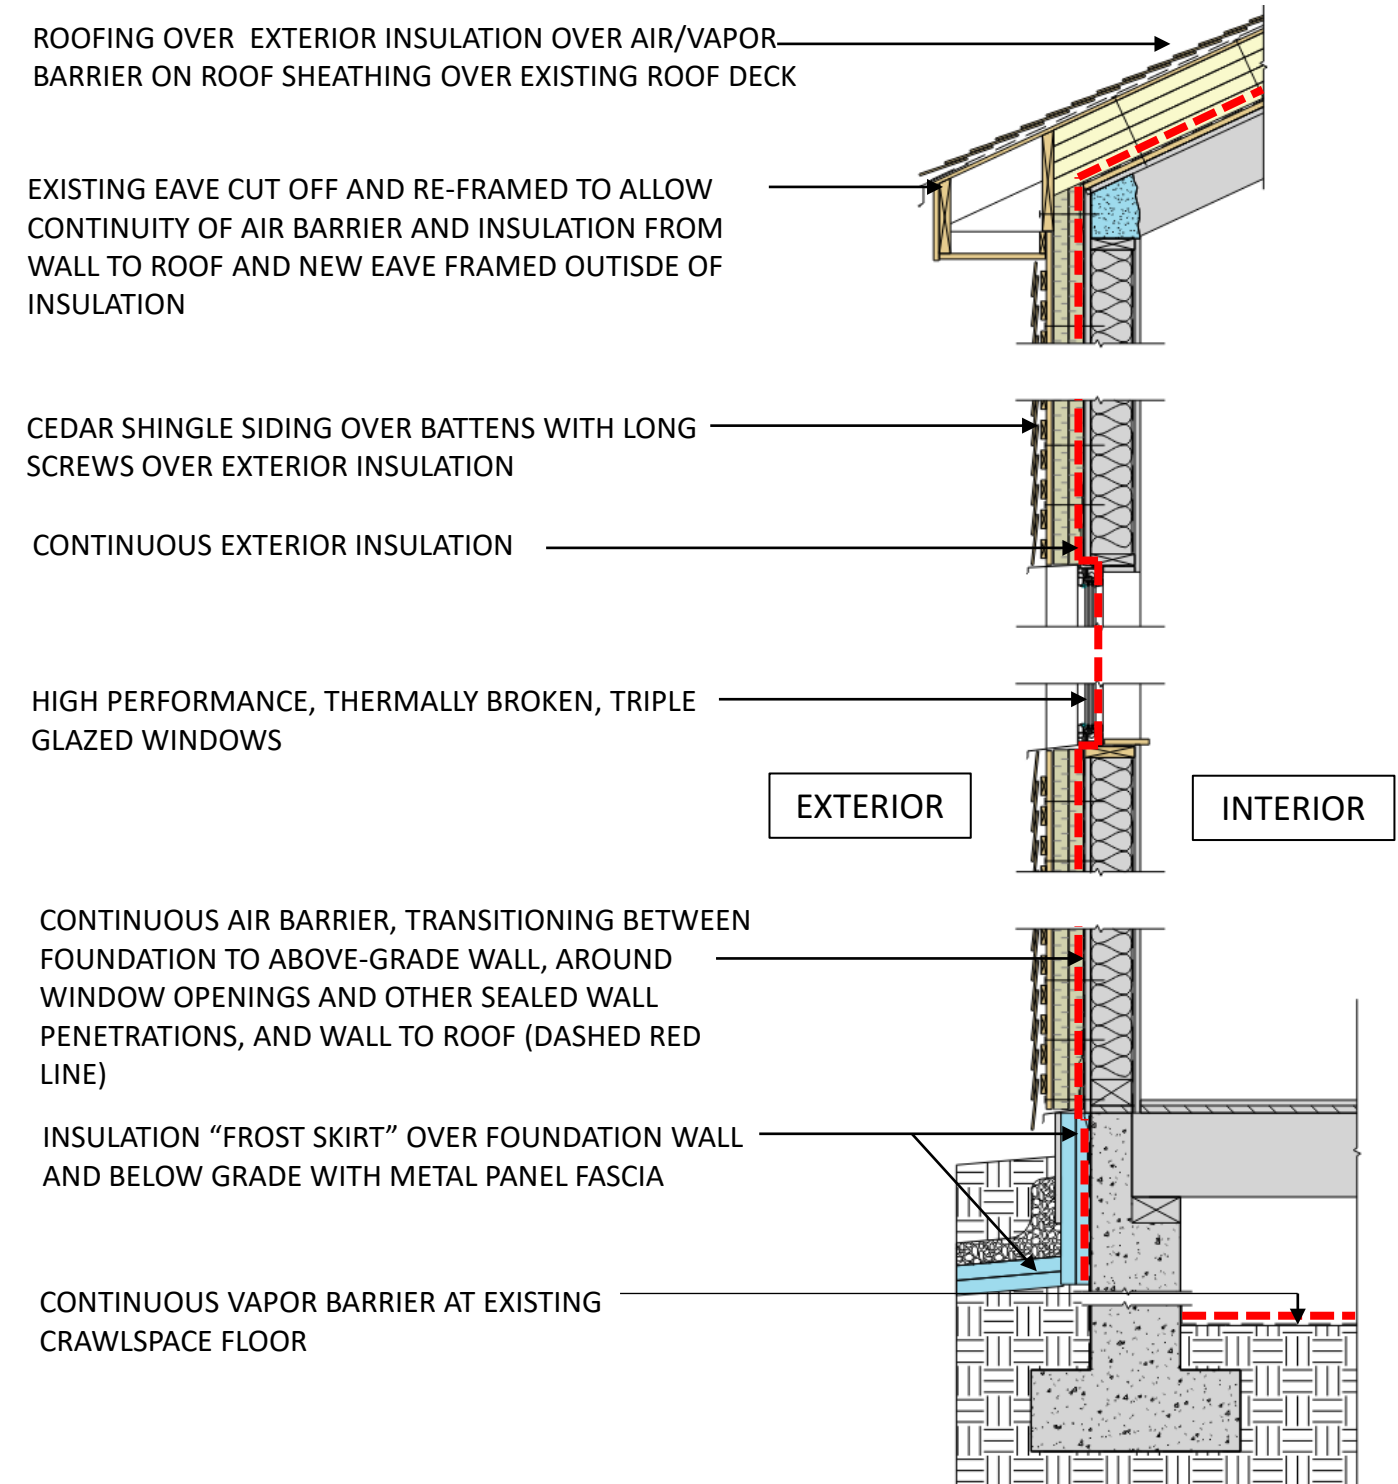 ROOFING OVER EXTERIOR INSULATION OVER AIR/VAPOR
BARRIER ON ROOF SHEATHING OVER EXISTING ROOF DECK
EXISTING EAVE CUT OFF AND RE-FRAMED TO ALLOW
CONTINUITY OF AIR BARRIER AND INSULATION FROM
WALL TO ROOF AND NEW EAVE FRAMED OUTISDE OF
INSULATION
CEDAR SHINGLE SIDING OVER BATTENS WITH LONG
SCREWS OVER EXTERIOR INSULATION
CONTINUOUS EXTERIOR INSULATION
HIGH PERFORMANCE, THERMALLY BROKEN, TRIPLE
GLAZED WINDOWS
EXTERIOR
INTERIOR
CONTINUOUS AIR BARRIER, TRANSITIONING BETWEEN
FOUNDATION TO ABOVE-GRADE WALL, AROUND
WINDOW OPENINGS AND OTHER SEALED WALL
PENETRATIONS, AND WALL TO ROOF (DASHED RED
LINE)
INSULATION “FROST SKIRT” OVER FOUNDATION WALL
AND BELOW GRADE WITH METAL PANEL FASCIA
CONTINUOUS VAPOR BARRIER AT EXISTING
CRAWLSPACE FLOOR